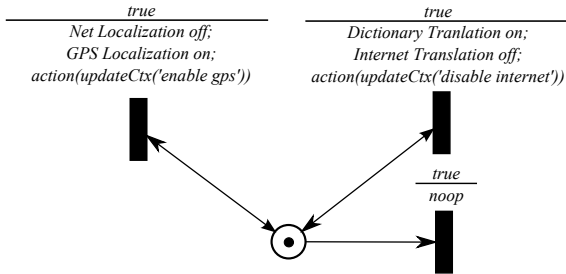 true
Net Localization off;
GPS Localization on;
action(updateCtx('enable gps'))
true
Dictionary Tranlation on;
Internet Translation off;
action(updateCtx('disable internet'))
true
noop